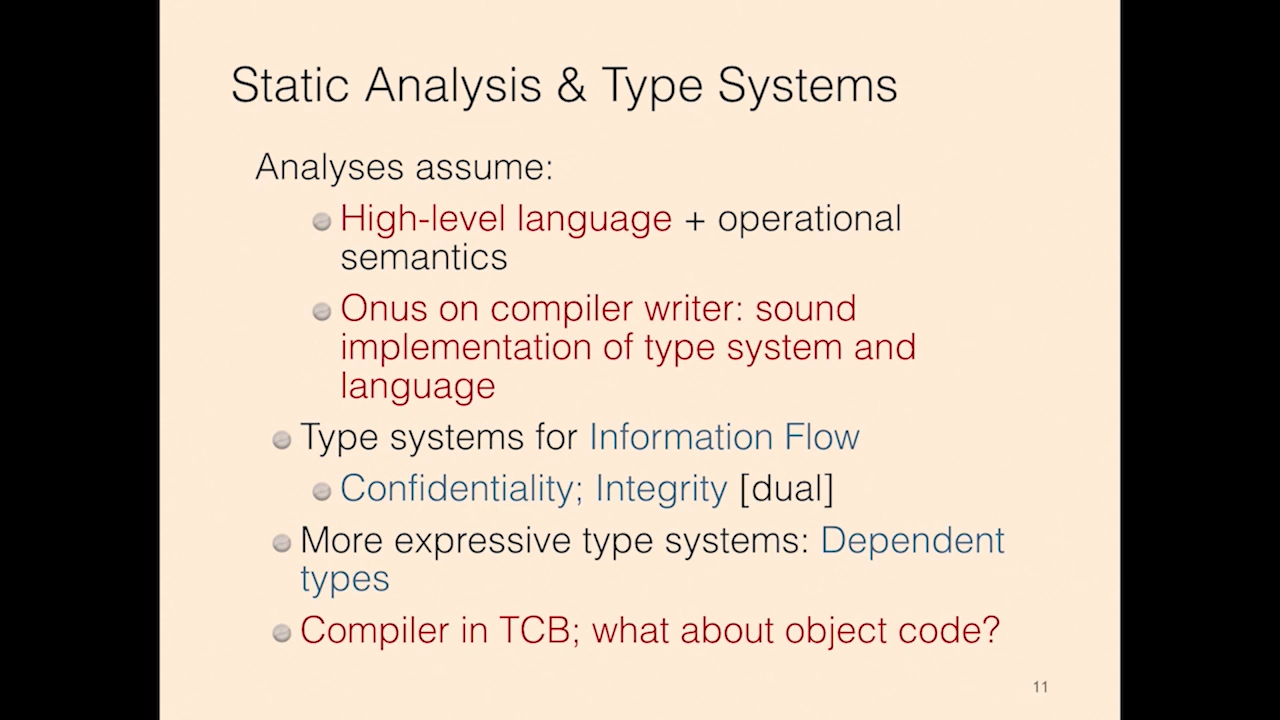 Static Analysis & Type Systems
Analyses assume:
High-level language + operational
semantics
Onus on compiler writer: sound
implementation of type system and
language
Type systems for Information Flow
Confidentiality; Integrity [dual]
More expressive type systems: Dependent
types
Compiler in TCB; what about object code?
11